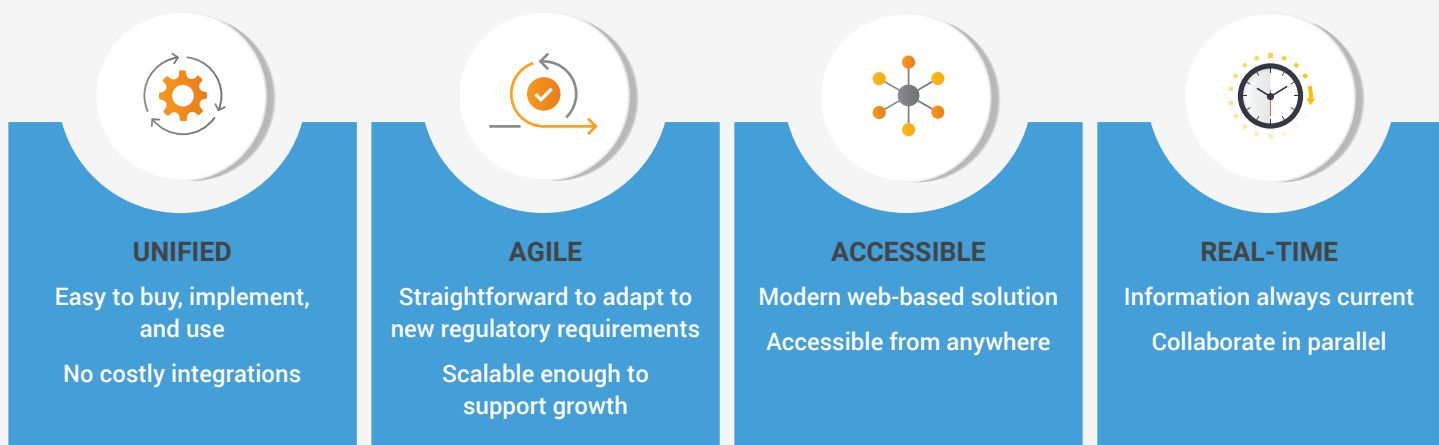 UNIFIED
Easy to buy, implement,
and use
No costly integrations
AGILE
Straightforward to adapt to
new regulatory requirements
Scalable enough to
support growth
ACCESSIBLE
Modern web-based solution
Accessible from anywhere
REAL-TIME
Information always current
Collaborate in parallel